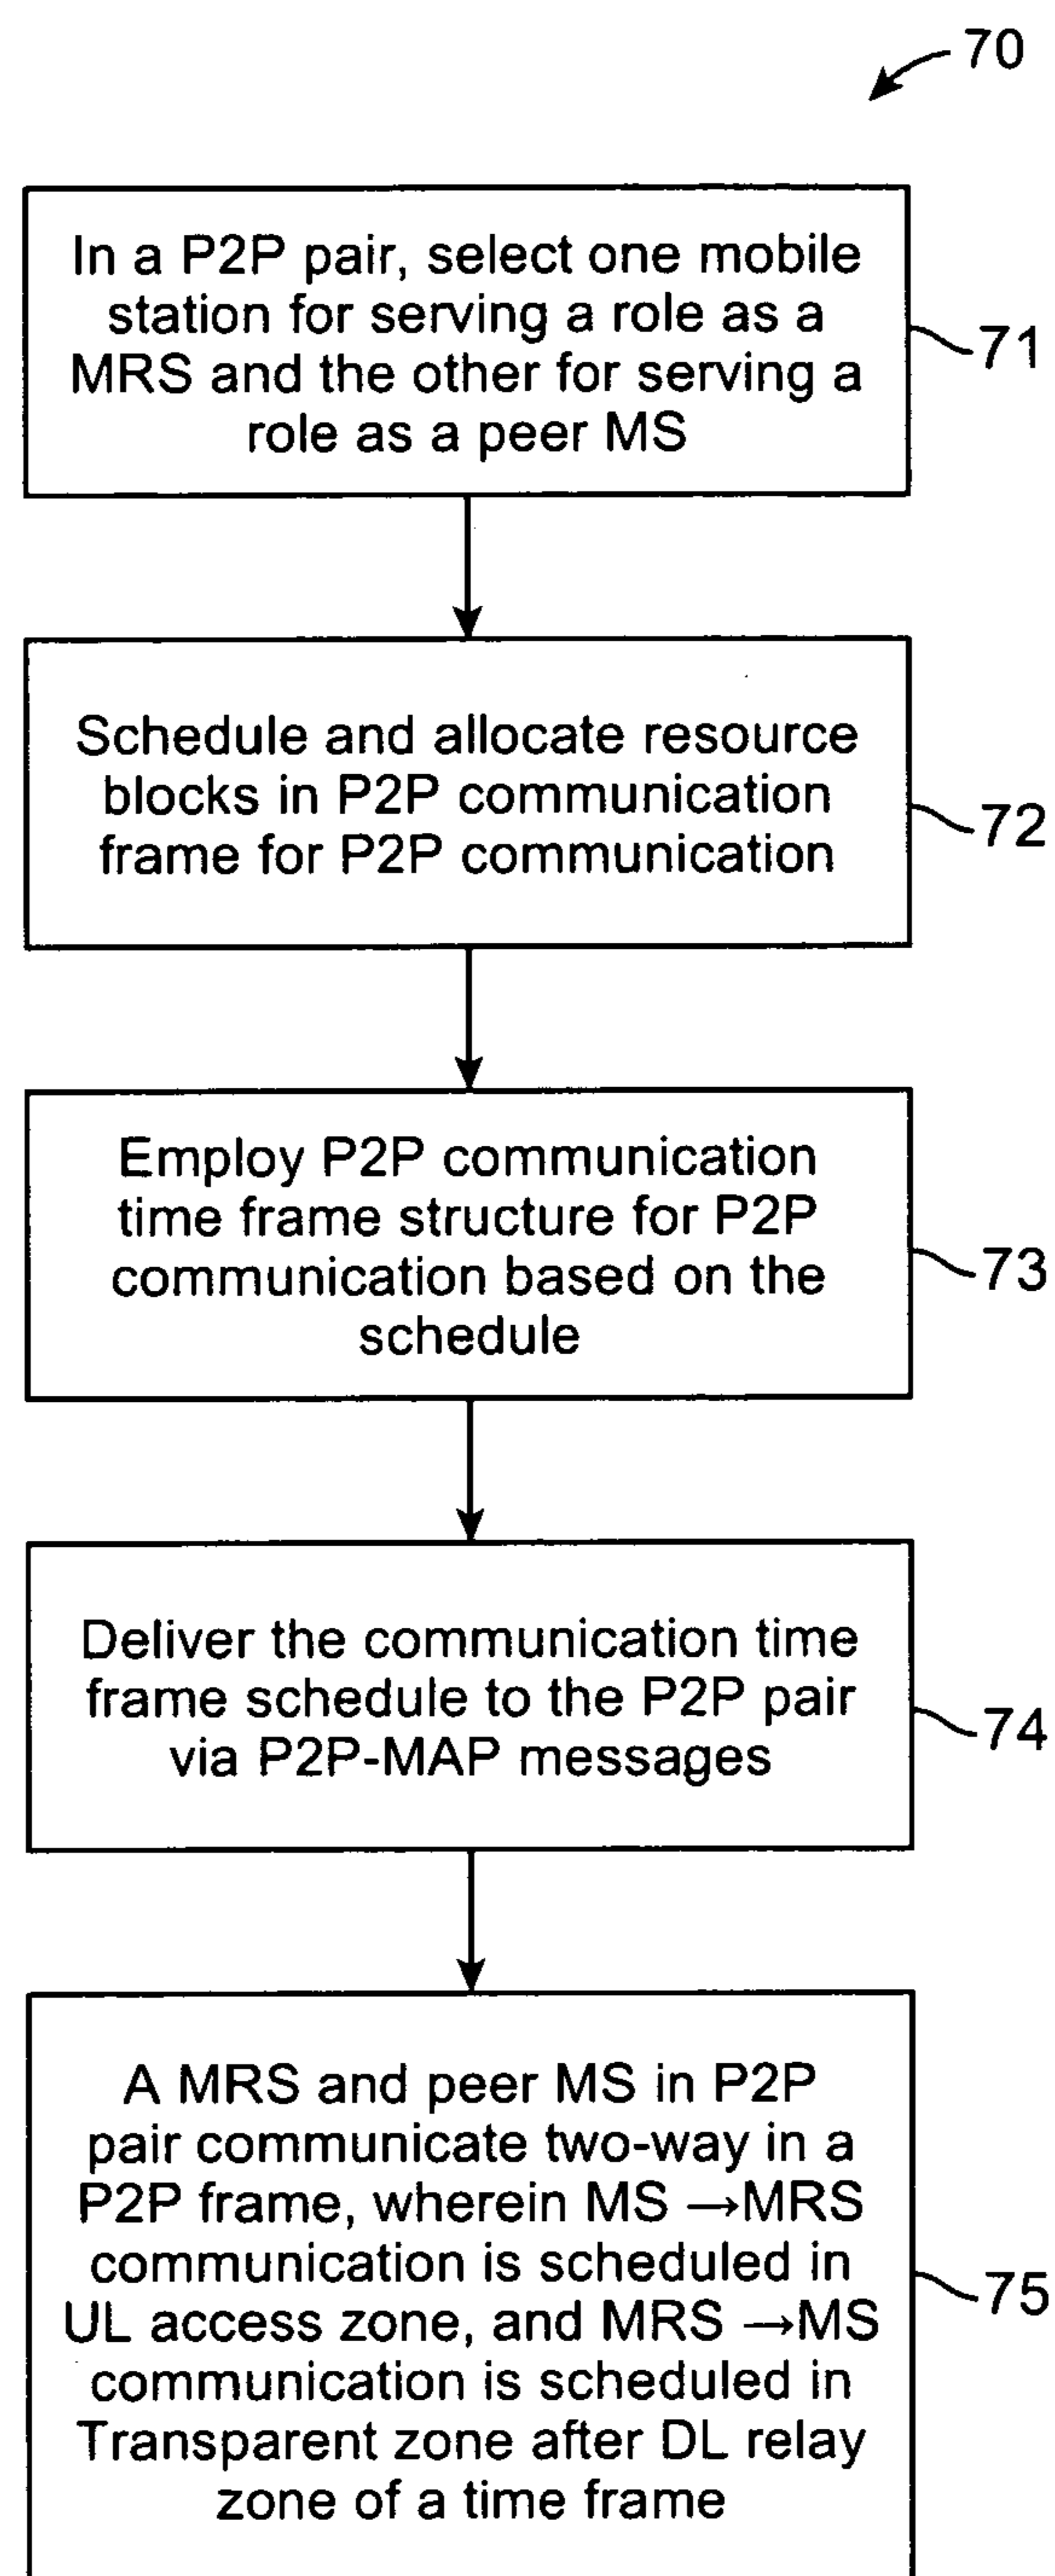 70
In a P2P pair, select one mobile
station for serving a role as a
MRS and the other for serving a
role as a peer MS
71
Schedule and allocate resource
blocks in P2P communication
frame for P2P communication
72
Employ P2P communication
time frame structure for P2P
communication based on the
schedule
73
Deliver the communication time
frame schedule to the P2P pair
via P2P-MAP messages
74
A MRS and peer MS in P2P
pair communicate two-way in a
P2P frame, wherein MS →MRS
communication is scheduled in
UL access zone, and MRS →MS
communication is scheduled in
Transparent zone after DL relay
zone of a time frame
75